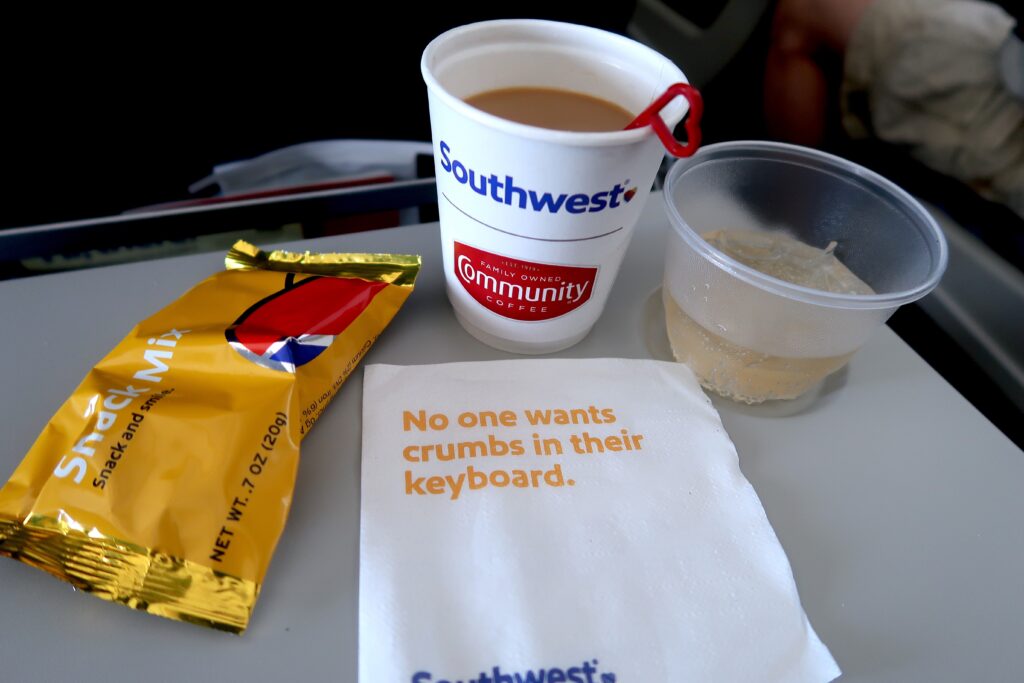 Southwest®
EST. 1919
FAMILY OWNED
Community
COFFEE
Snack Mix
Snack and smile.
NET WT. .7 OZ (20g)
No one wants
crumbs in their
keyboard.
Southwest®